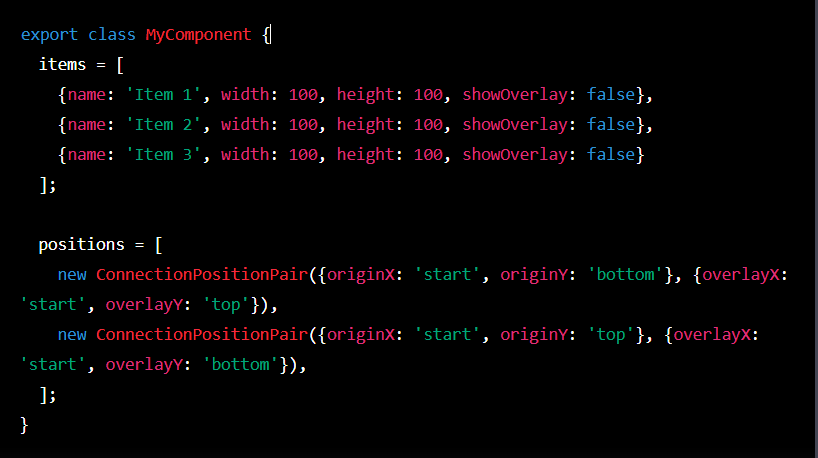 export class MyComponent {
items = [
{name: 'Item 1', width: 100, height: 100, showOverlay: false},
{name: 'Item 2', width: 100, height: 100, showOverlay: false},
{name: 'Item 3', width: 100, height: 100, showOverlay: false}
];
positions = [
new ConnectionPositionPair({originX: 'start', originY: 'bottom'}, {overlayX:
'start', overlayY: 'top'}),
new ConnectionPositionPair({originX: 'start', originY: 'top'}, {overlayX:
'start', overlayY: 'bottom'}),
];
}